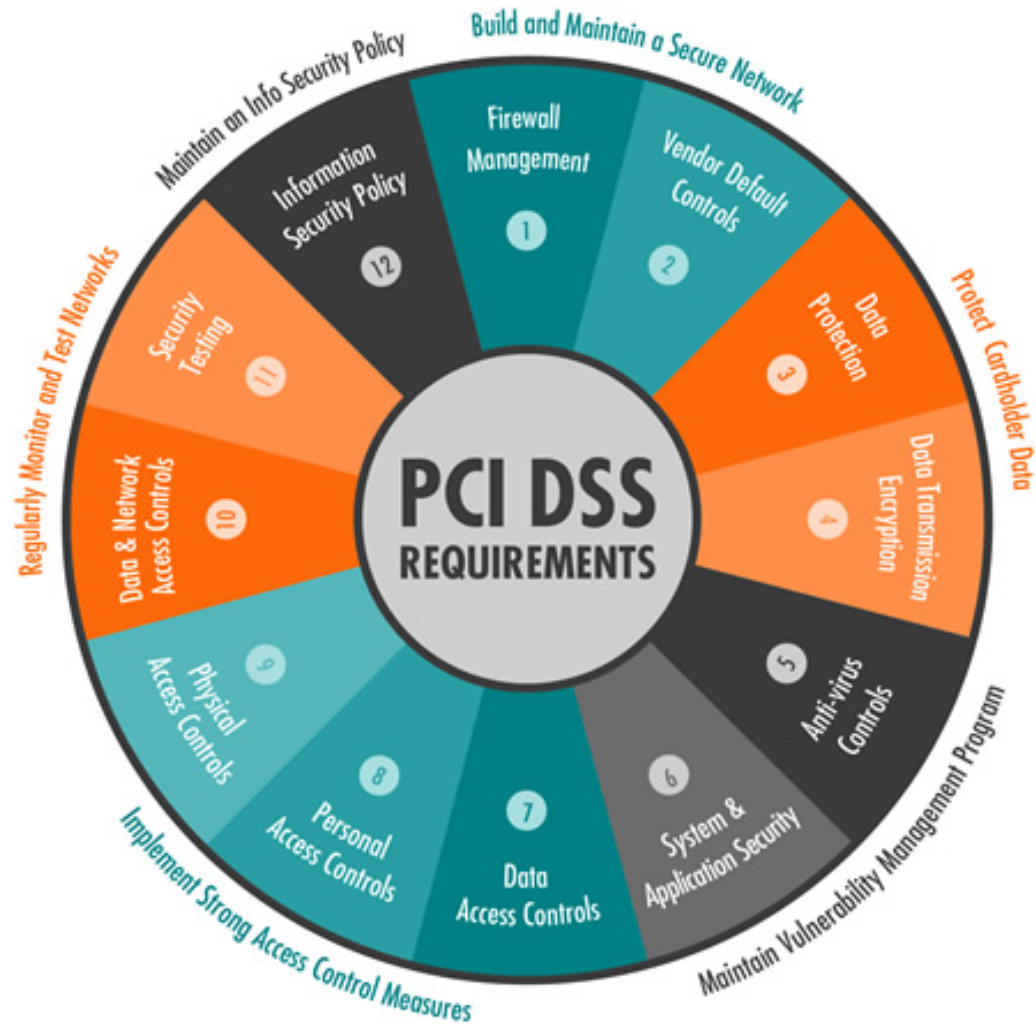 Build and Maintain a Secure Network
Firewall
Management
1
Vendor Default
Controls
2
Protect Cardholder Data
Data
Protection
3
Data Transmission
Encryption
4
Maintain Vulnerability Management Program
Anti-virus
Controls
5
System &
Application Security
6
Implement Strong Access Control Measures
Data
Access Controls
7
Personal
Access Controls
8
Physical
Access Controls
9
Regularly Monitor and Test Networks
Data & Network
Access Controls
10
Security
Testing
11
Maintain an Info Security Policy
Information
Security Policy
12
PCI DSS
REQUIREMENTS